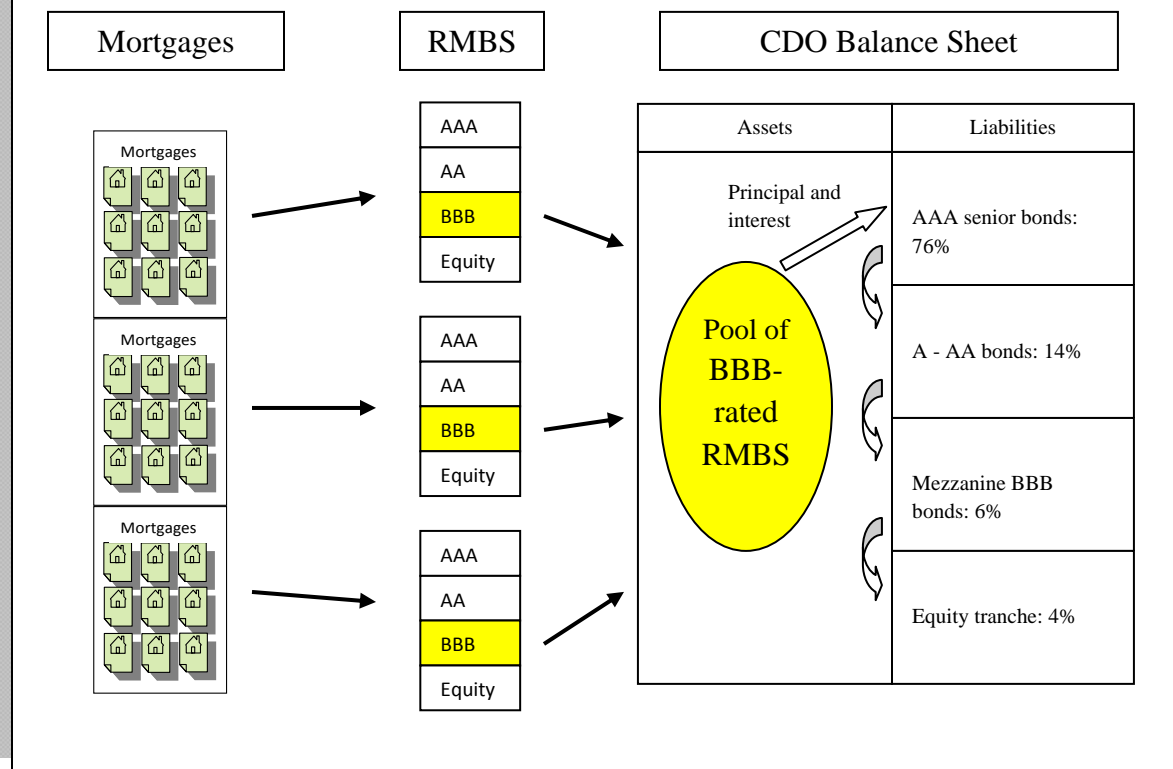 Mortgages
RMBS
CDO Balance Sheet
Mortgages
Mortgages
Mortgages
AAA
AA
BBB
Equity
AAA
AA
BBB
Equity
AAA
AA
BBB
Equity
Assets
Liabilities
Principal and
interest
Pool of
BBB-
rated
RMBS
AAA senior bonds:
76%
A - AA bonds: 14%
Mezzanine BBB
bonds: 6%
Equity tranche: 4%